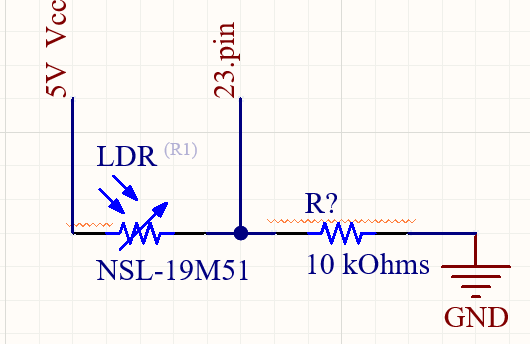 5V Vcc
23.pin
LDR (R1)
R?
NSL-19M51
10 kOhms
GND